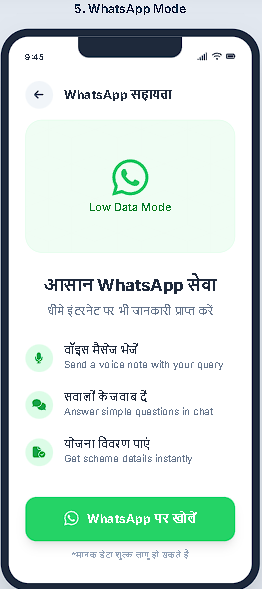 5. WhatsApp Mode
9:45
WhatsApp सहायता
Low Data Mode
आसान WhatsApp सेवा
धीमे इंटरनेट पर भी जानकारी प्राप्त करें
वॉइस मैसेज भेजें
Send a voice note with your query
सवालों के जवाब दें
Answer simple questions in chat
योजना विवरण पाएं
Get scheme details instantly
WhatsApp पर खोलें
*मानक डेटा शुल्क लागू हो सकते हैं